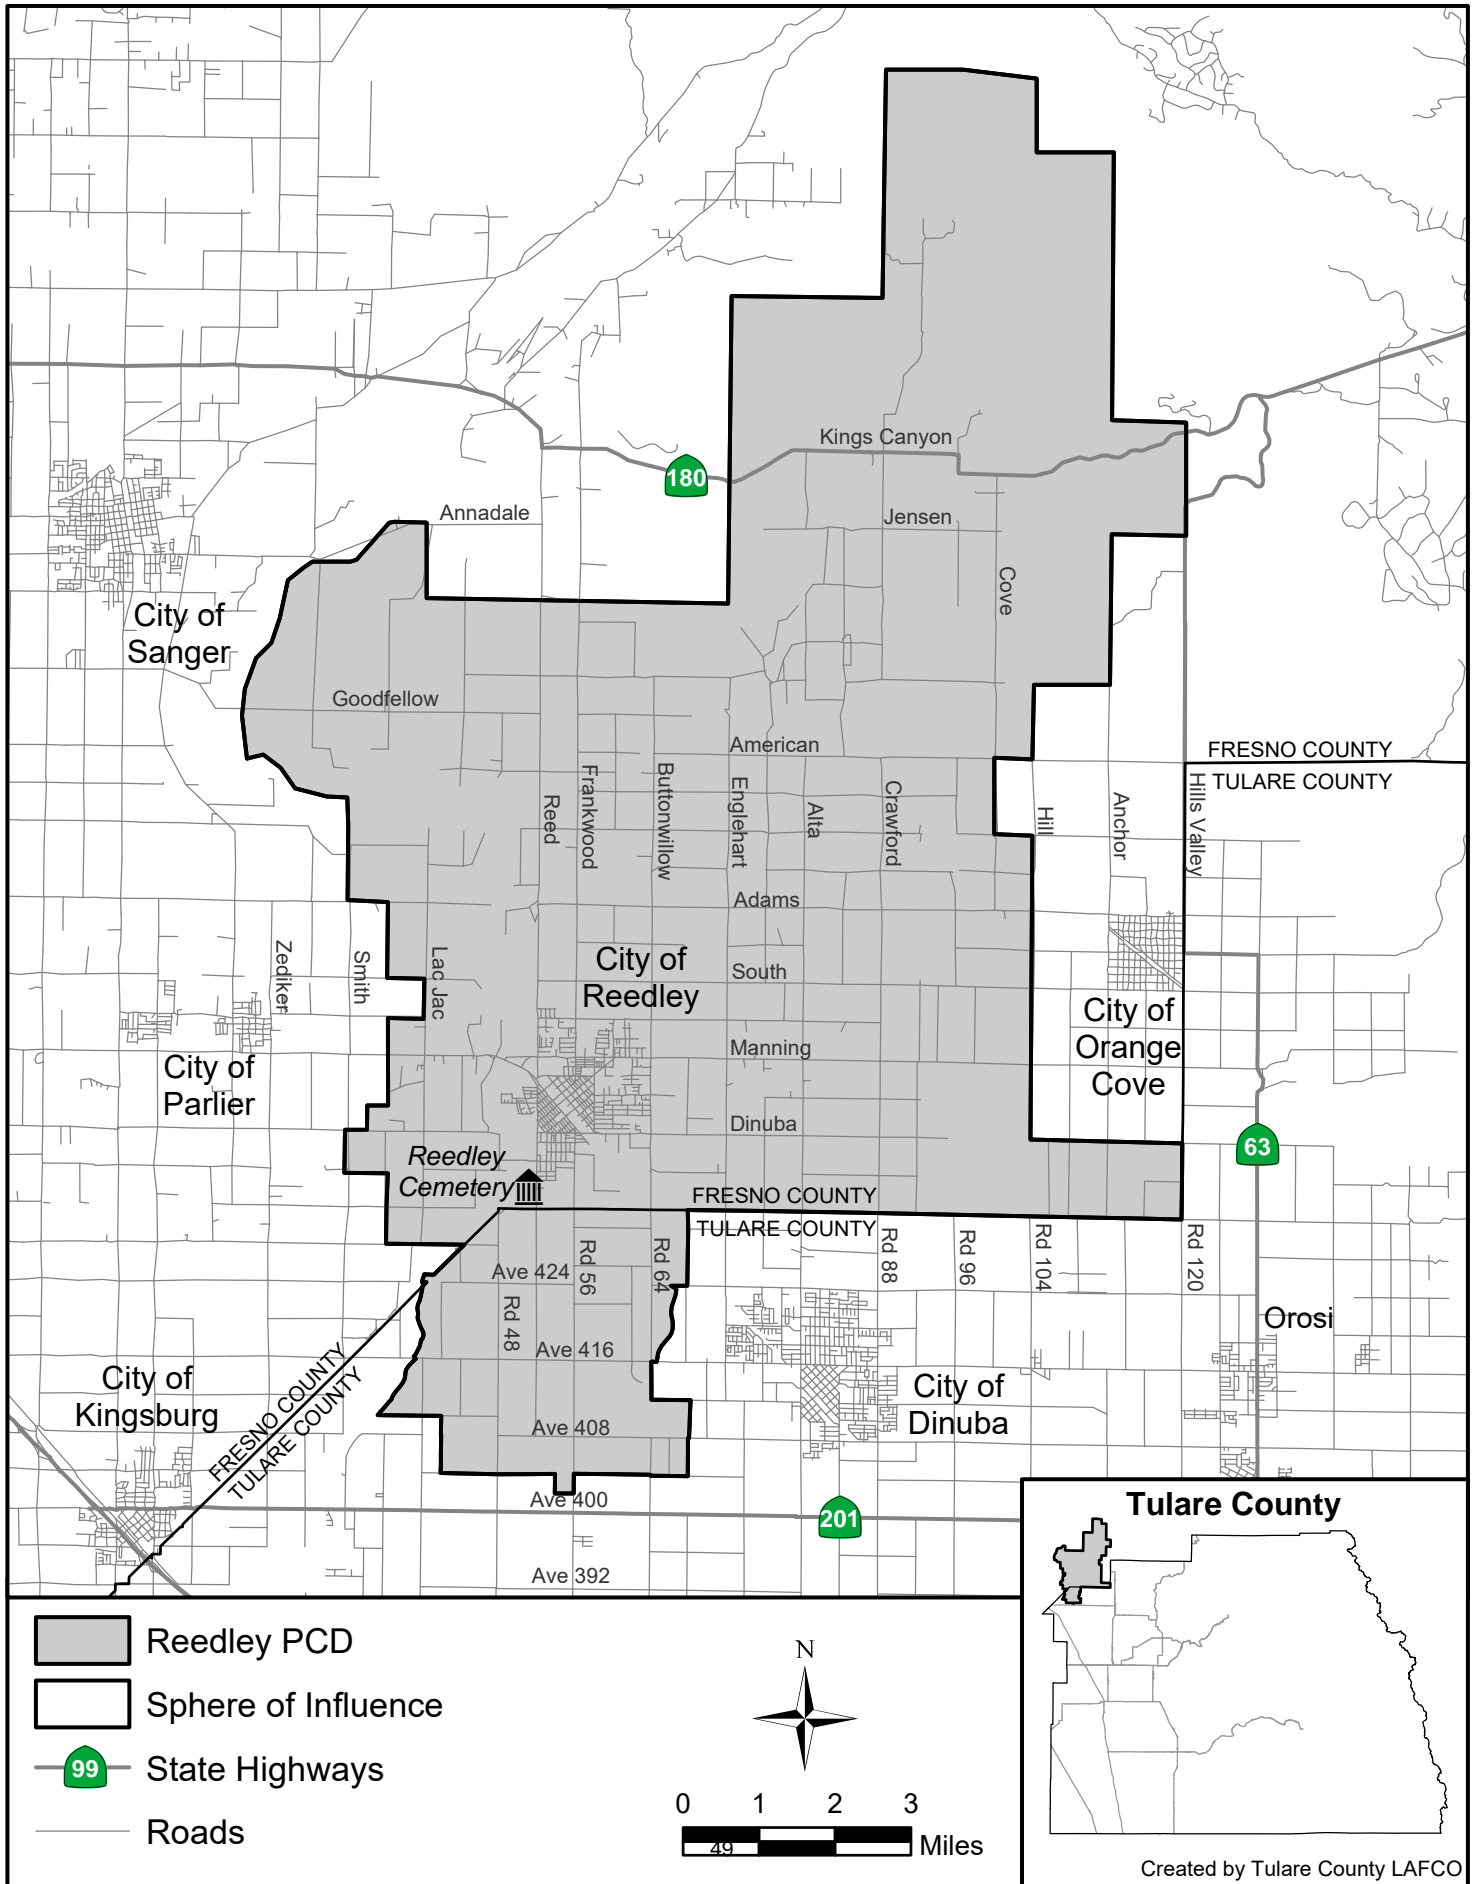 Kings Canyon
180
Annadale
Jensen
Cove
City of
Sanger
Goodfellow
American
FRESNO COUNTY
TULARE COUNTY
Reed
Frankwood
Buttonwillow
Englehart
Alta
Crawford
Hill
Anchor
Hills Valley
Adams
Zediker
Smith
Lac Jac
City of
Reedley
South
City of
Orange
Cove
Manning
City of
Parlier
Dinuba
63
Reedley
Cemetery
FRESNO COUNTY
TULARE COUNTY
Rd 56
Rd 64
Rd 88
Rd 96
Rd 104
Rd 120
Ave 424
Rd 48
Orosi
Ave 416
City of
Kingsburg
FRESNO COUNTY
TULARE COUNTY
City of
Dinuba
Ave 408
Ave 400
201
Ave 392
Tulare County
Reedley PCD
Sphere of Influence
99
State Highways
Roads
N
0 1 2 3
49
Miles
Created by Tulare County LAFCO